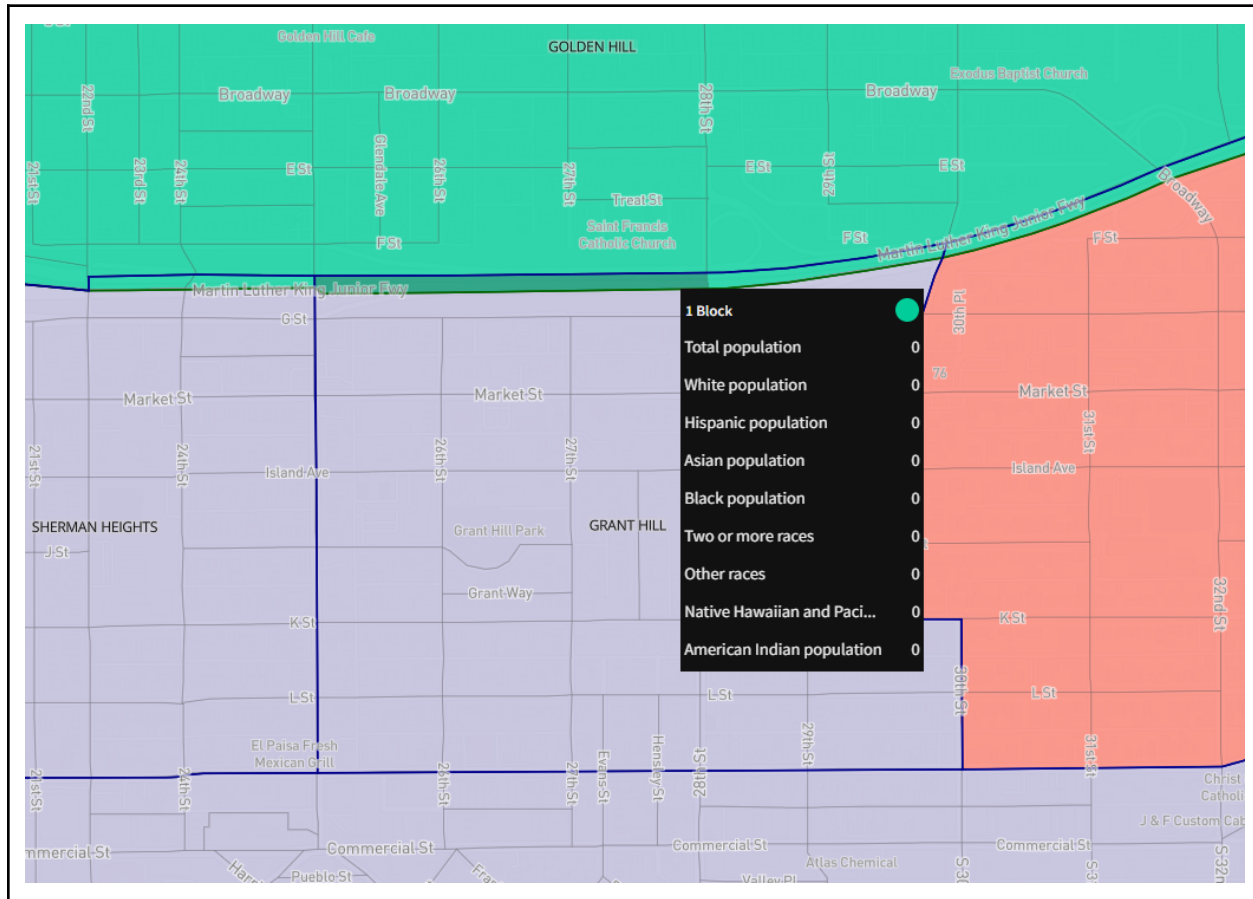 Golden Hill Cafe
GOLDEN HILL
Exodus Baptist Church
Broadway
Broadway
Broadway
22nd St
28th St
Glendale Ave
21st St
23rd St
24th St
E St
26th St
27th St
E St
29th St
E St
Broadway
Treat St
Saint Francis
Catholic Church
F St
F St
Martin Luther King Junior Fwy
F St
Martin Luther King Junior Fwy
G St
30th Pl
1 Block
Total population 0
White population 0
Hispanic population 0
Asian population 0
Black population 0
Two or more races 0
Other races 0
Native Hawaiian and Paci... 0
American Indian population 0
76
Market St
Market St
Market St
21st St
24th St
26th St
27th St
31st St
Island Ave
Island Ave
SHERMAN HEIGHTS
GRANT HILL
Grant Hill Park
J St
Grant Way
32nd St
K St
K St
L St
L St
30th St
L St
El Paisa Fresh
Mexican Grill
21st St
24th St
26th St
27th St
Evans St
Hensley St
28th St
29th St
31st St
Christ
Catholi
J & F Custom Cab
mmercial St
Commercial St
Commercial St
Commercial St
Atlas Chemical
Harri
Pueblo St
Fran
Valley Pl
S 30
S 3
S 32n